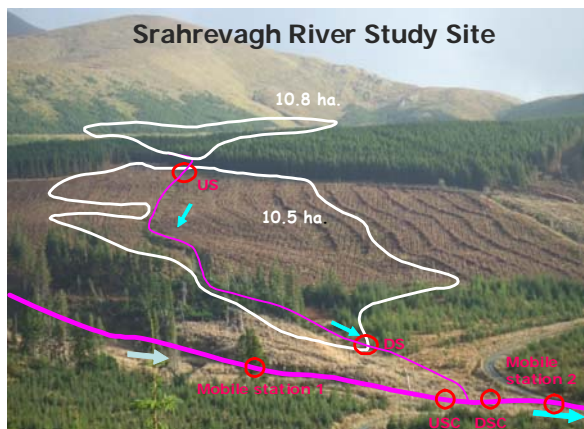 Srahrevagh River Study Site
10.8 ha.
US
10.5 ha.
DS
Mobile station 1
Mobile
station 2
USC
DSC